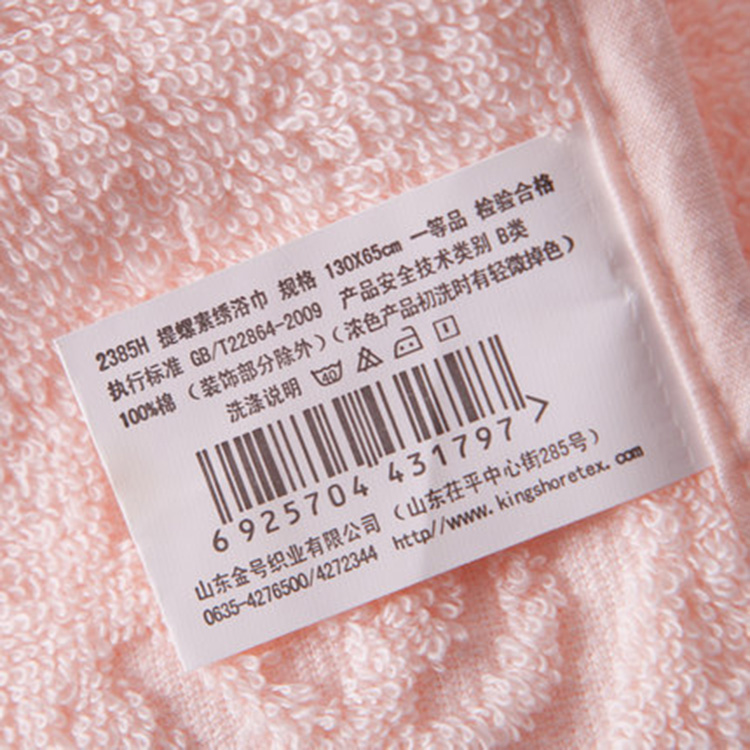 2385H 提螺素绣浴巾 规格 130X65cm 一等品 检验合格
执行标准 GB/T22864-2009 产品安全技术类别 B类
100%棉 (装饰部分除外)(浓色产品初洗时有轻微掉色)
洗涤说明 40
6925704431797
山东金号织业有限公司 (山东茌平中心街285号)
0635-4276500/4272344 http//www.kingshoretex.com